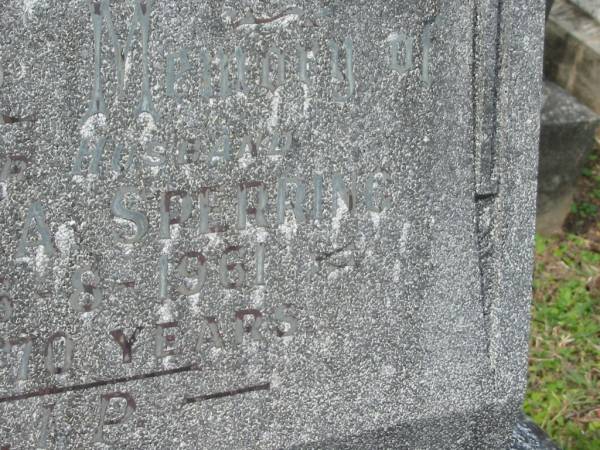 Memory of
HUSBAND
A. SPERRING
-8-1961
70 YEARS
I.P.